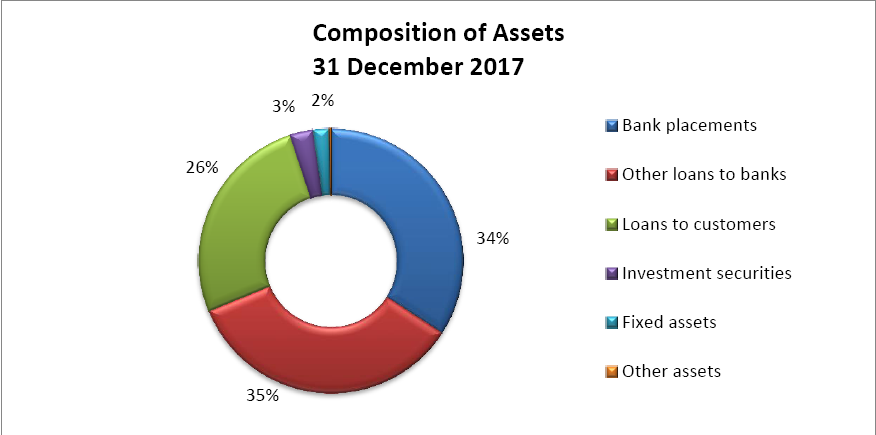 Composition of Assets
31 December 2017
3%
2%
26%
34%
35%
Bank placements
Other loans to banks
Loans to customers
Investment securities
Fixed assets
Other assets